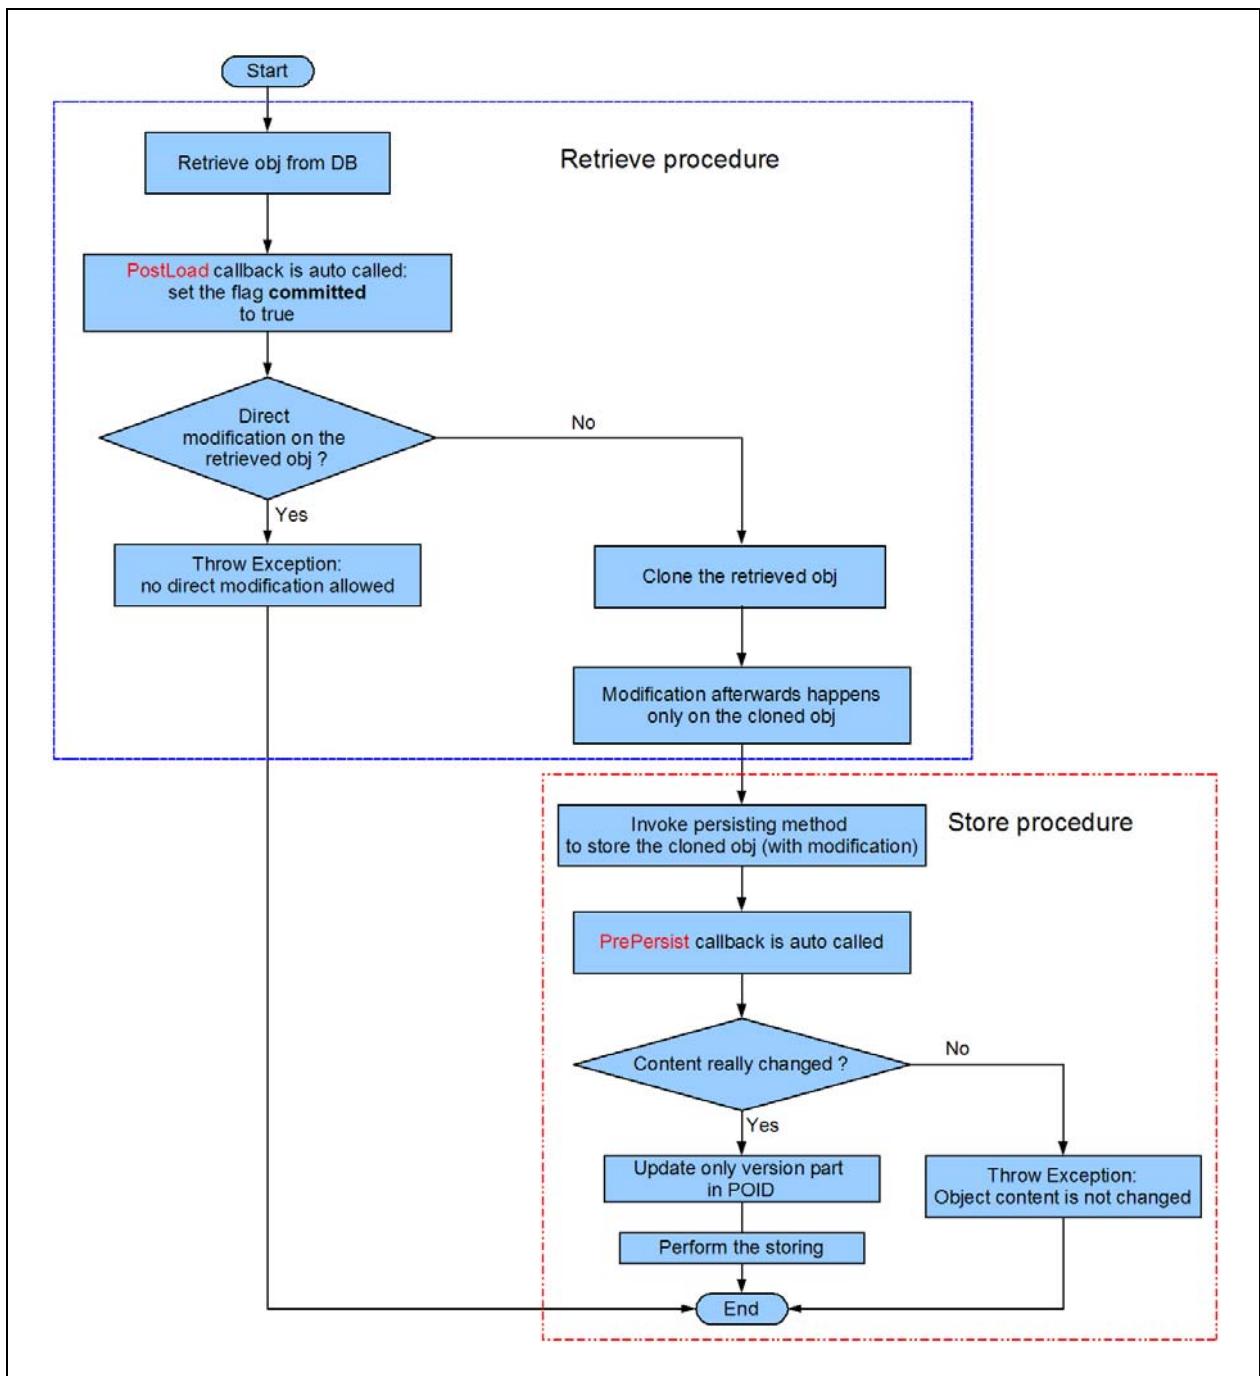 Start
Retrieve obj from DB
Retrieve procedure
PostLoad callback is auto called:
set the flag committed
to true
Direct
modification on the
retrieved obj ?
No
Yes
Throw Exception:
no direct modification allowed
Clone the retrieved obj
Modification afterwards happens
only on the cloned obj
Invoke persisting method
to store the cloned obj (with modification)
Store procedure
PrePersist callback is auto called
Content really changed ?
No
Yes
Update only version part
in POID
Throw Exception:
Object content is not changed
Perform the storing
End